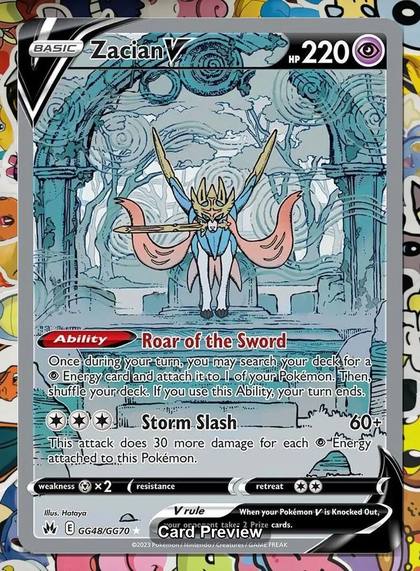 BASIC Zacian V HP 220
Ability Roar of the Sword
Once during your turn, you may search your deck for a
Energy card and attach it to 1 of your Pokémon. Then,
shuffle your deck. If you use this Ability, your turn ends.
Storm Slash 60+
This attack does 30 more damage for each Energy
attached to this Pokémon.
weakness ×2 resistance retreat
Illus. Hataya
V rule When your Pokémon V is Knocked Out,
your opponent takes 2 Prize cards.
E GG48/GG70
Card Preview
©2023 Pokémon / Nintendo / Creatures / GAME FREAK